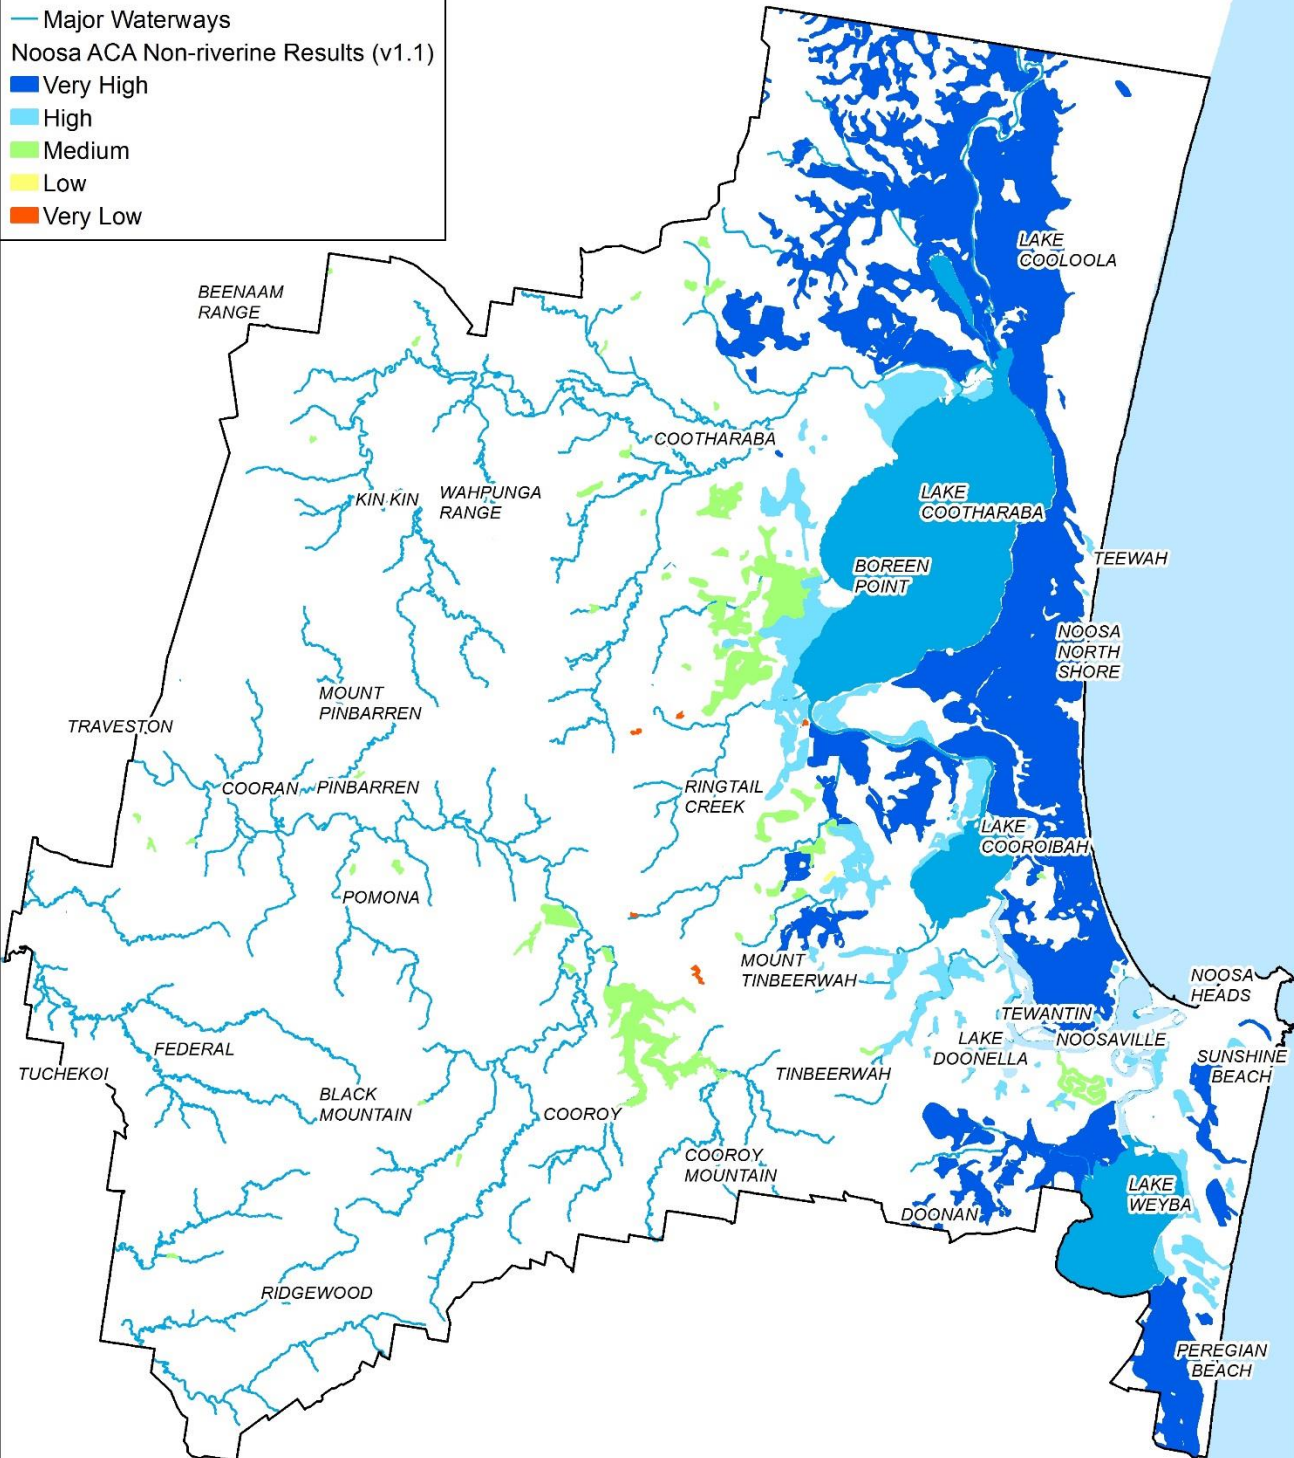 Major Waterways
Noosa ACA Non-riverine Results (v1.1)
Very High
High
Medium
Low
Very Low
LAKE
COOLOOLA
BEENAAM
RANGE
COOTHARABA
KIN KIN
WAHPUNGA
RANGE
LAKE
COOTHARABA
TEEWAH
BOREEN
POINT
NOOSA
NORTH
SHORE
MOUNT
PINBARREN
TRAVESTON
COORAN
PINBARREN
RINGTAIL
CREEK
LAKE
COOROIBAH
POMONA
MOUNT
TINBEERWAH
NOOSA
HEADS
TEWANTIN
LAKE
DOONELLA
NOOSAVILLE
FEDERAL
SUNSHINE
BEACH
TUCHEKOI
TINBEERWAH
BLACK
MOUNTAIN
COOROY
COOROY
MOUNTAIN
LAKE
WEYBA
DOONAN
RIDGEWOOD
PEREGIAN
BEACH